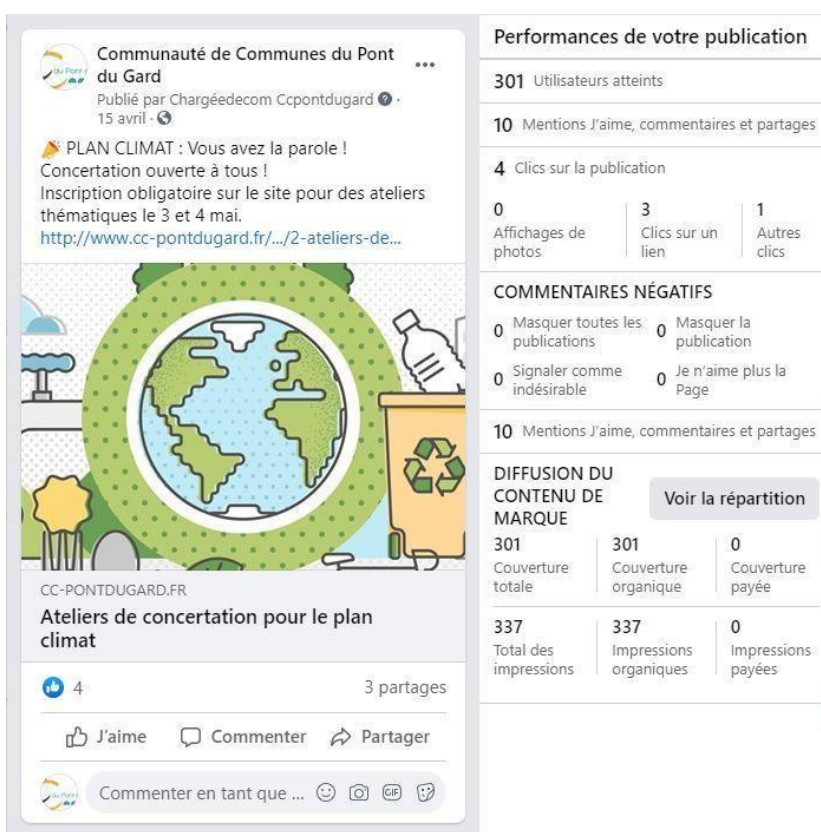 Communauté de Communes du Pont
du Gard
Publié par Chargéedecom Ccpontdugard ·
15 avril ·
PLAN CLIMAT : Vous avez la parole !
Concertation ouverte à tous !
Inscription obligatoire sur le site pour des ateliers
thématiques le 3 et 4 mai.
http://www.cc-pontdugard.fr/.../2-ateliers-de...
CC-PONTDUGARD.FR
Ateliers de concertation pour le plan
climat
4
3 partages
J'aime
Commenter
Partager
Commenter en tant que ...
GIF
Performances de votre publication
301 Utilisateurs atteints
10 Mentions J'aime, commentaires et partages
4 Clics sur la publication
0
Affichages de
photos
3
Clics sur un
lien
1
Autres
clics
COMMENTAIRES NÉGATIFS
0 Masquer toutes les
publications
0 Masquer la
publication
0 Signaler comme
indésirable
0 Je n'aime plus la
Page
10 Mentions J'aime, commentaires et partages
DIFFUSION DU
CONTENU DE
MARQUE
Voir la répartition
301
Couverture
totale
301
Couverture
organique
0
Couverture
payée
337
Total des
impressions
337
Impressions
organiques
0
Impressions
payées